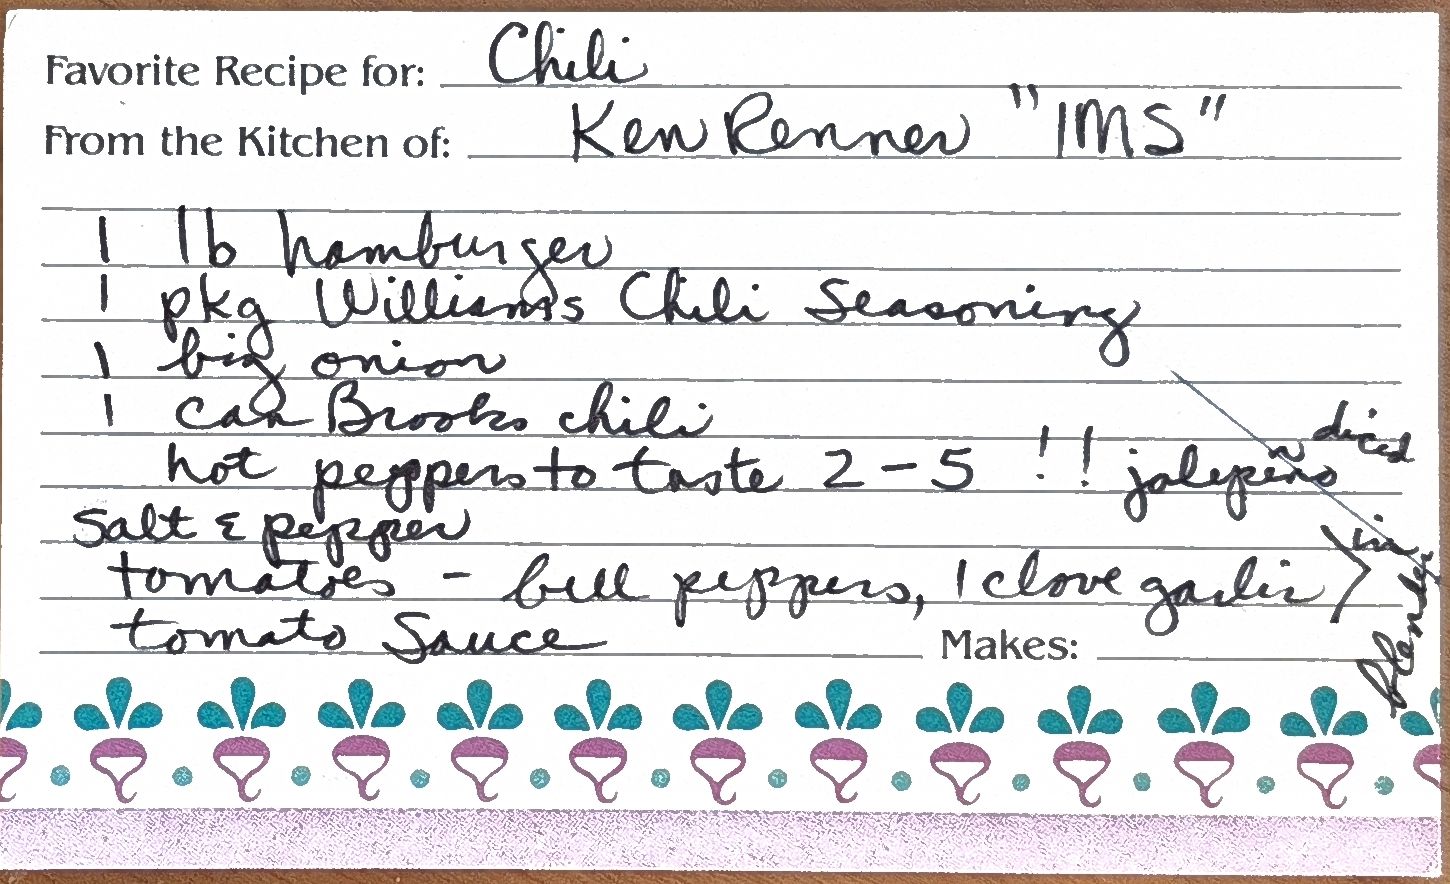 Favorite Recipe for: Chili
From the Kitchen of: Ken Renner "IMS"
1 lb hamburger
1 pkg Williams Chili Seasoning
1 big onion
1 can Brooks chili
hot peppers to taste 2-5 !! jalepeños diced
Salt & pepper
tomatoes - bell peppers, 1 clove garlic > in blender
tomato Sauce
Makes: